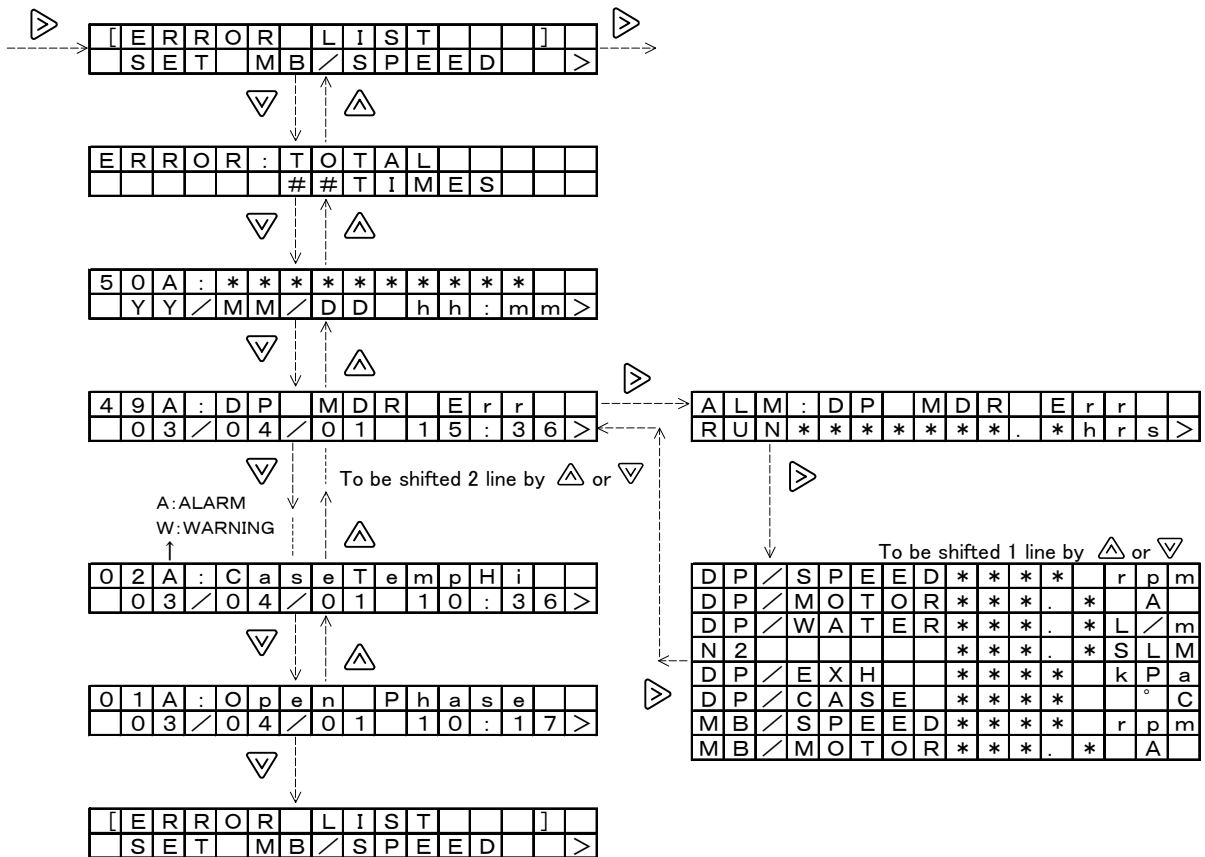 [ERROR LIST   ]
SET MB/SPEED  >
ERROR:TOTAL
##TIMES
50A:**********
YY/MM/DD hh:mm>
49A:DP MDR Err
03/04/01 15:36>
ALM:DP MDR Err
RUN*******.*hrs>
To be shifted 2 line by or
A:ALARM
W:WARNING
02A:CaseTempHi
03/04/01 10:36>
01A:Open Phase
03/04/01 10:17>
[ERROR LIST   ]
SET MB/SPEED  >
To be shifted 1 line by or
DP/SPEED**** rpm
DP/MOTOR***.* A
DP/WATER***.*L/m
N2      ***.*SLM
DP/EXH  **** kPa
DP/CASE ****  °C
MB/SPEED**** rpm
MB/MOTOR***.* A